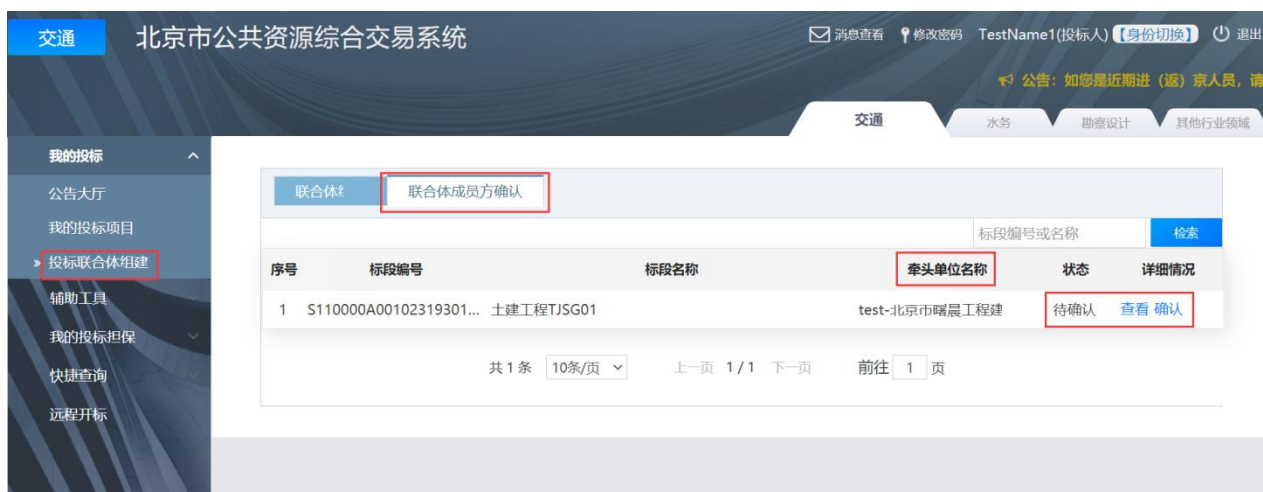 交通 北京市公共资源综合交易系统 消息查看 修改密码 TestName1(投标人) 【身份切换】 退出
公告：如您是近期进（返）京人员，请
交通 水务 勘察设计 其他行业领域
我的投标
公告大厅
我的投标项目
» 投标联合体组建
辅助工具
我的投标担保
快捷查询
远程开标
联合体 联合体成员方确认
标段编号或名称 检索
序号 标段编号 标段名称 牵头单位名称 状态 详细情况
1 S110000A00102319301... 土建工程TJSG01 test-北京市曙晨工程建 待确认 查看 确认
共 1 条 10条/页 上一页 1 / 1 下一页 前往 1 页